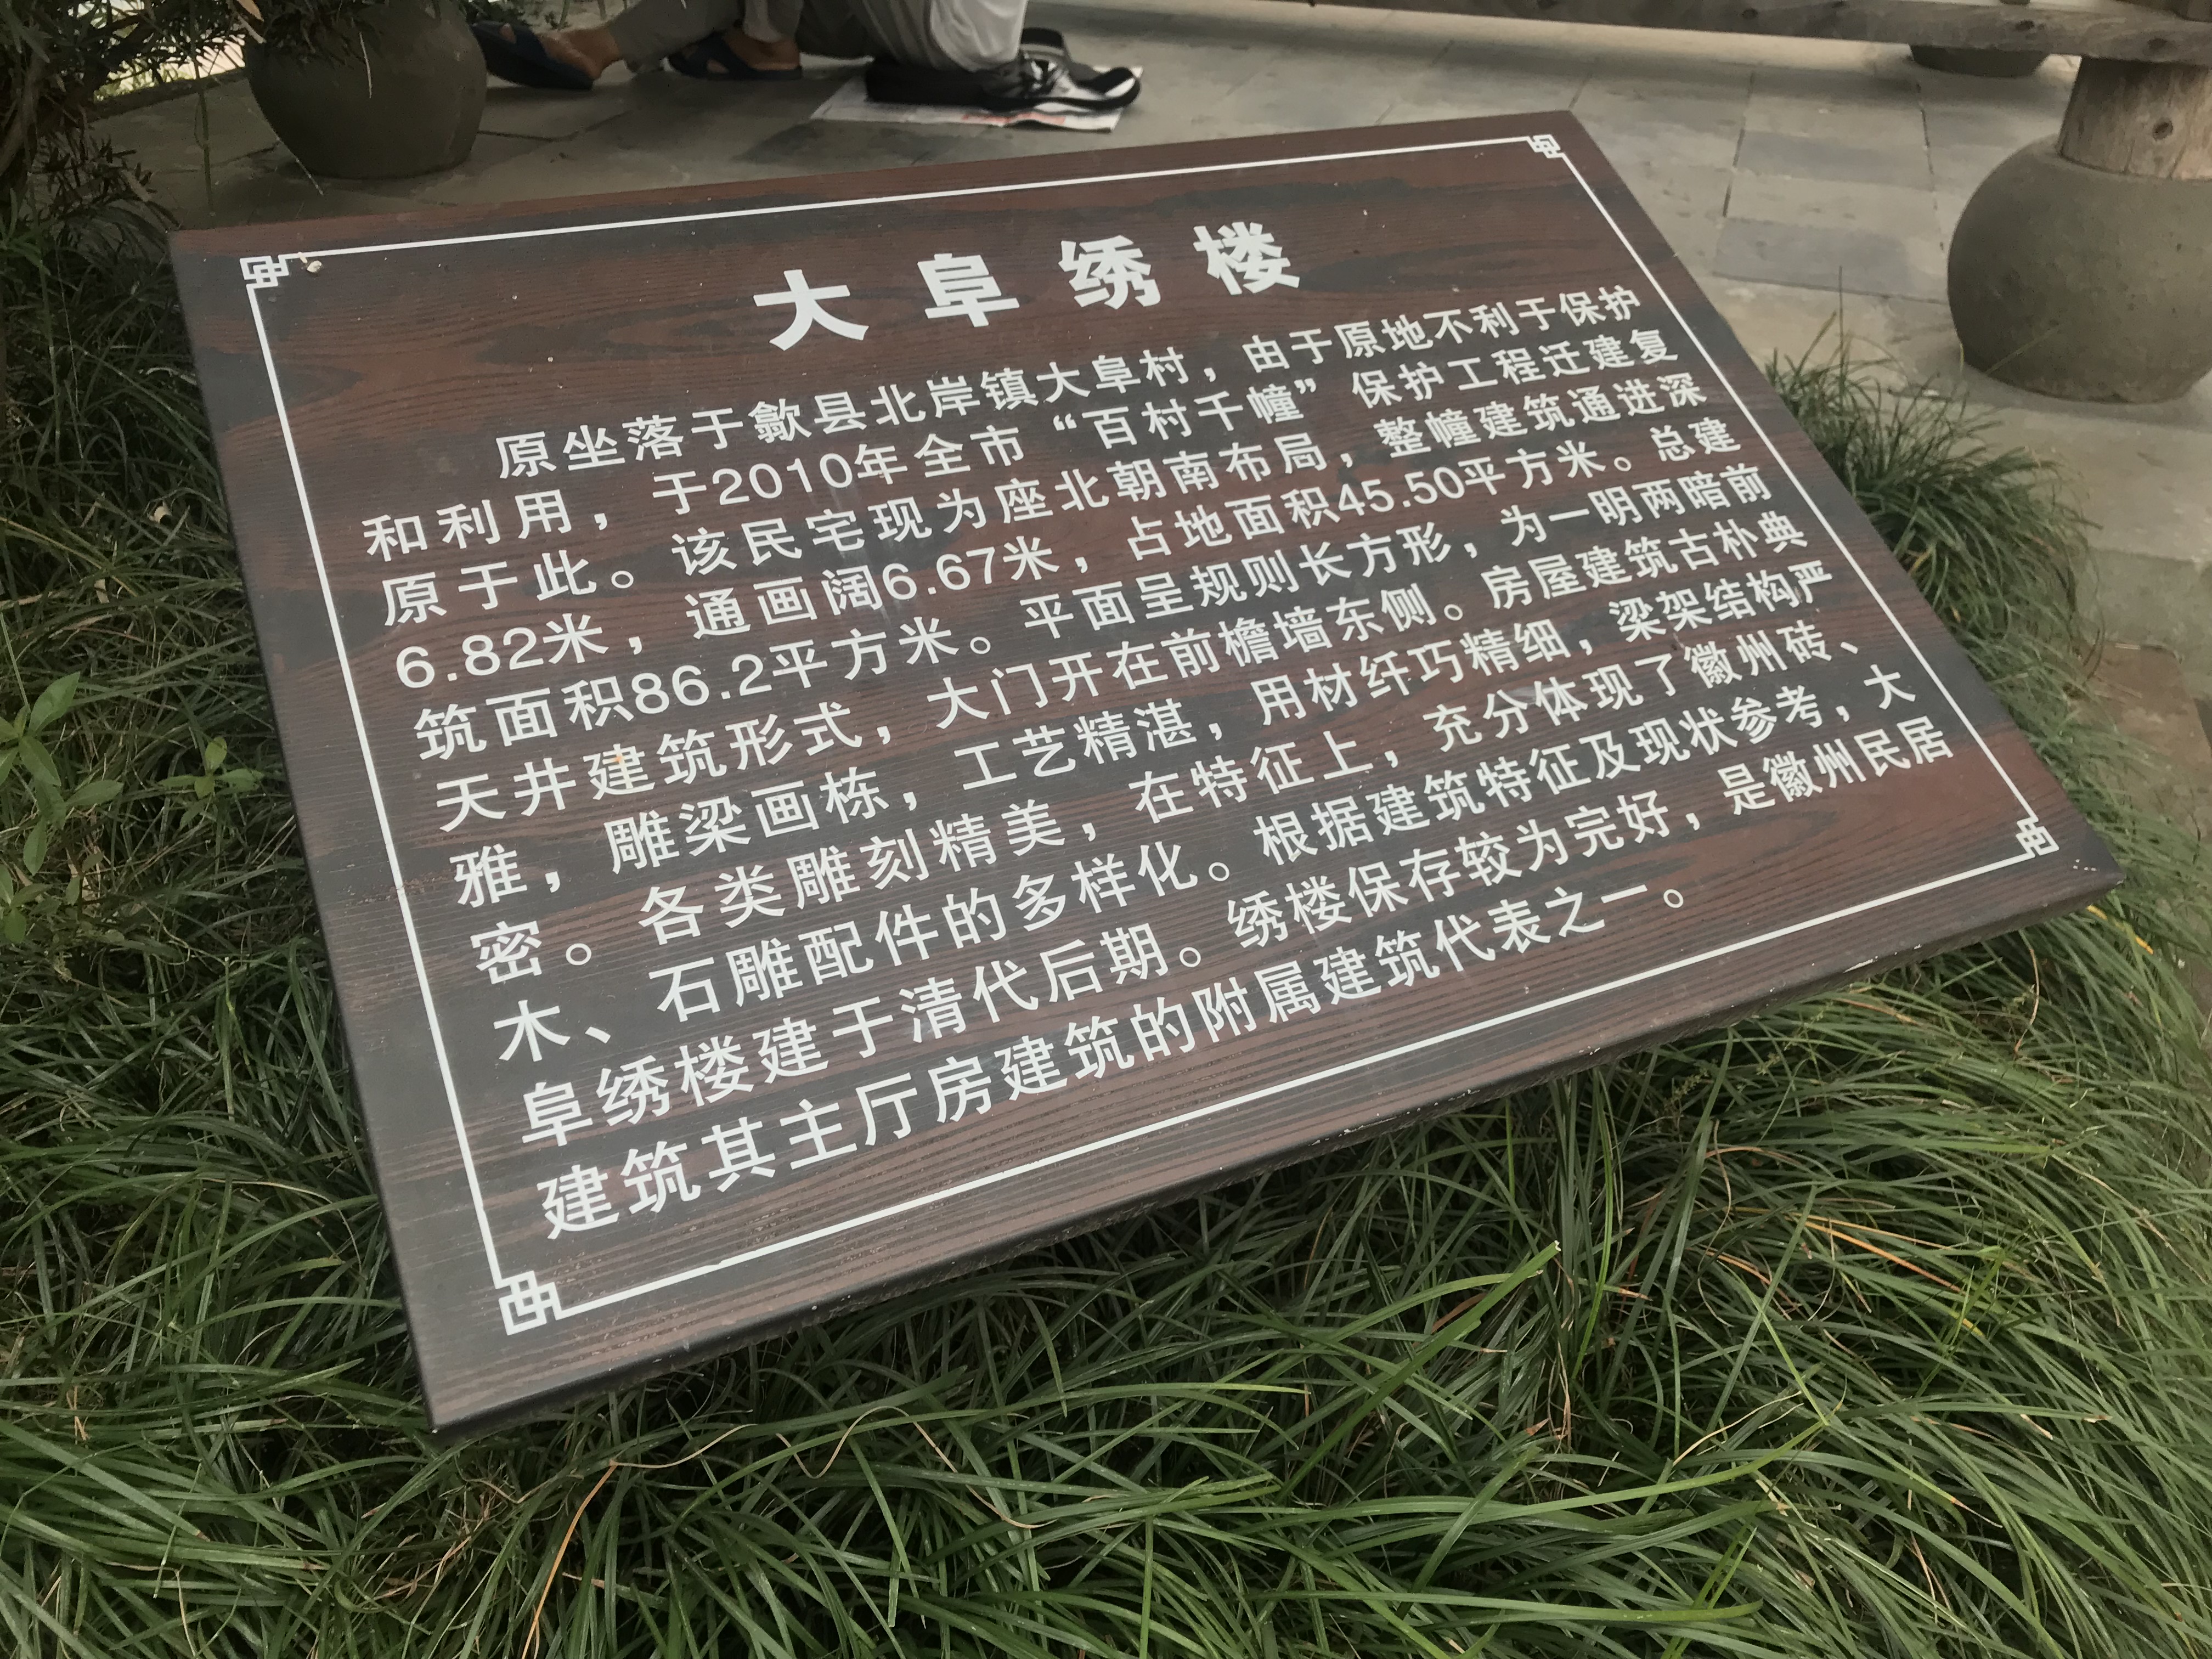 大阜绣楼
原坐落于歙县北岸镇大阜村，由于原地不利于保护
和利用，于2010年全市“百村千幢”保护工程迁建复
原于此。该民宅现为座北朝南布局，整幢建筑通进深
6.82米，通画阔6.67米，占地面积45.50平方米。总建
筑面积86.2平方米。平面呈规则长方形，为一明两暗前
天井建筑形式，大门开在前檐墙东侧。房屋建筑古朴典
雅，雕梁画栋，工艺精湛，用材纤巧精细，梁架结构严
密。各类雕刻精美，在特征上，充分体现了徽州砖、
木、石雕配件的多样化。根据建筑特征及现状参考，大
阜绣楼建于清代后期。绣楼保存较为完好，是徽州民居
建筑其主厅房建筑的附属建筑代表之一。